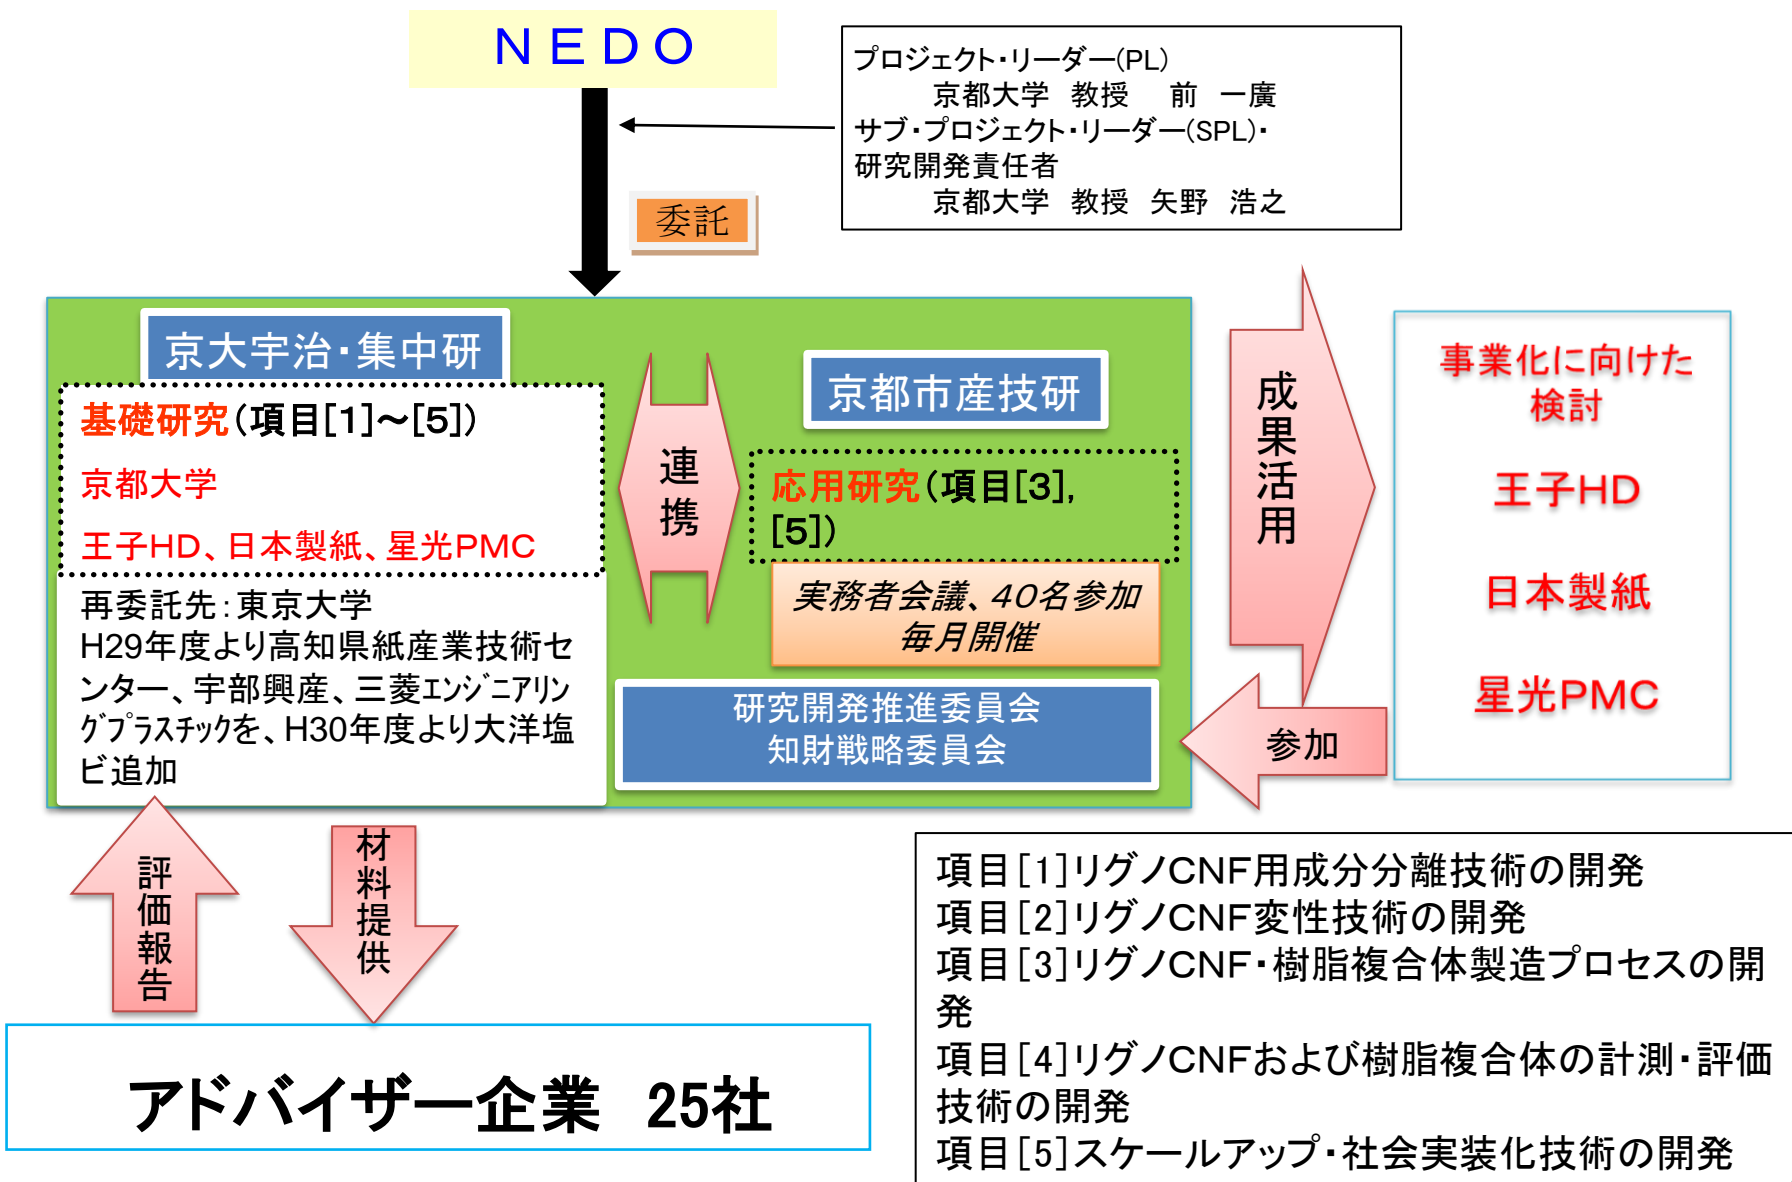 NEDO
プロジェクト・リーダー(PL)
京都大学　教授　前　一廣
サブ・プロジェクト・リーダー(SPL)・
研究開発責任者
京都大学　教授　矢野　浩之
委託
京大宇治・集中研
基礎研究(項目[1]～[5])
京都大学
王子HD、日本製紙、星光PMC
再委託先：東京大学
H29年度より高知県紙産業技術セ
ンター、宇部興産、三菱ｴﾝｼﾞﾆｱﾘﾝ
ｸﾞﾌﾟﾗｽﾁｯｸを、H30年度より大洋塩
ビ追加
連携
京都市産技研
応用研究(項目[3],
[5])
実務者会議、40名参加
毎月開催
研究開発推進委員会
知財戦略委員会
成果活用
参加
事業化に向けた
検討
王子HD
日本製紙
星光PMC
評価報告
材料提供
アドバイザー企業　25社
項目[1]リグノCNF用成分分離技術の開発
項目[2]リグノCNF変性技術の開発
項目[3]リグノCNF・樹脂複合体製造プロセスの開
発
項目[4]リグノCNFおよび樹脂複合体の計測・評価
技術の開発
項目[5]スケールアップ・社会実装化技術の開発